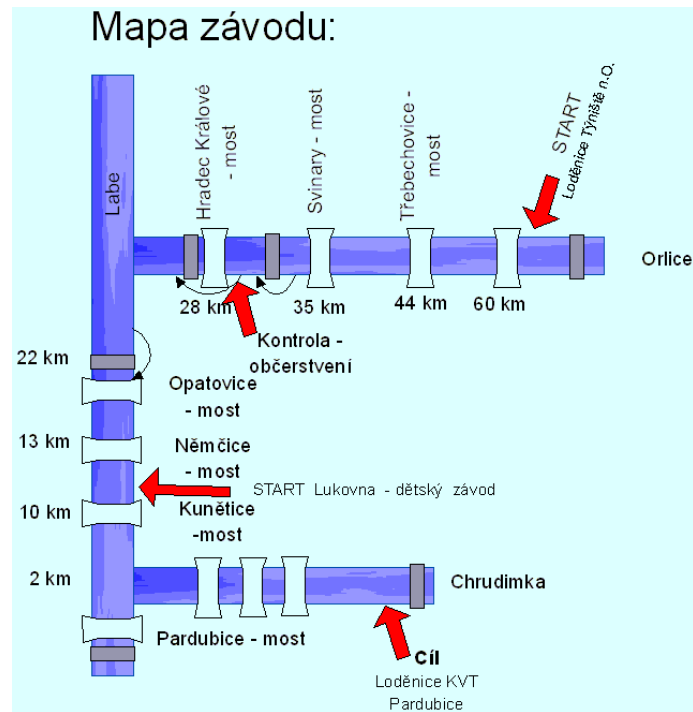 Mapa závodu:
Labe
Hradec Králové
- most
Svinary - most
Třebechovice -
most
START
Loděnice Týniště n.O.
Orlice
28 km
35 km
44 km
60 km
Kontrola -
občerstvení
22 km
Opatovice
- most
13 km
Němčice
- most
START Lukovna - dětský závod
10 km
Kunětice
-most
2 km
Chrudimka
Pardubice - most
Cíl
Loděnice KVT
Pardubice